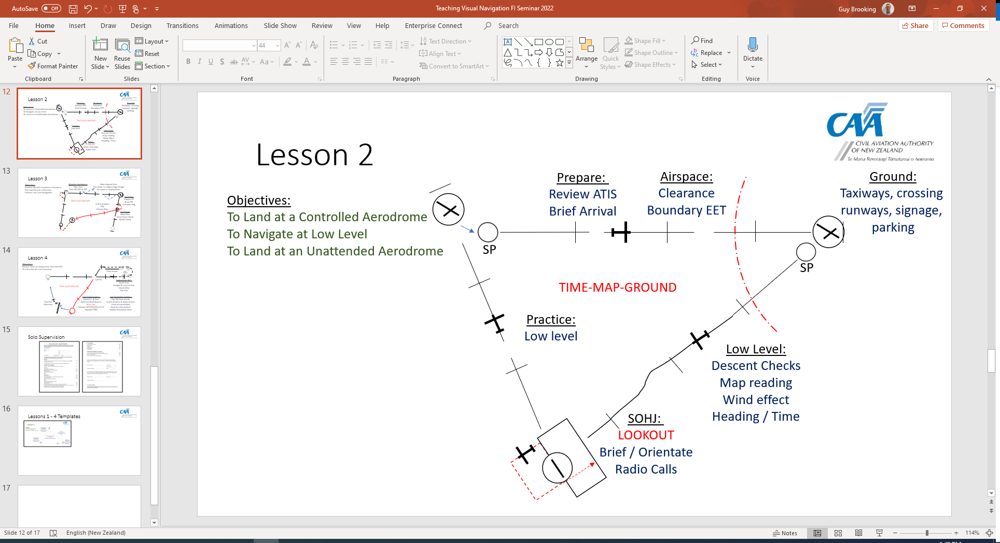 AutoSave
Off
Teaching Visual Navigation FI Seminar 2022
Guy Brooking
File
Home
Insert
Draw
Design
Transitions
Animations
Slide Show
Review
View
Help
Enterprise Connect
Search
Share
Comments
Paste
Cut
Copy
Format Painter
Clipboard
New
Slide
Reuse
Slides
Layout
Reset
Section
Slides
44
B I U S ab AV Aa A
Font
Text Direction
Align Text
Convert to SmartArt
Paragraph
Arrange
Quick
Styles
Shape Fill
Shape Outline
Shape Effects
Drawing
Find
Replace
Select
Editing
Dictate
Voice
12
Lesson 2
13
Lesson 3
14
Lesson 4
15
Solo Supervision
16
Lessons 1 - 4 Templates
17
CAA
CIVIL AVIATION AUTHORITY
OF NEW ZEALAND
Te Mana Rererangi Tūmatanui o Aotearoa
Lesson 2
Objectives:
To Land at a Controlled Aerodrome
To Navigate at Low Level
To Land at an Unattended Aerodrome
Prepare:
Review ATIS
Brief Arrival
Airspace:
Clearance
Boundary EET
Ground:
Taxiways, crossing
runways, signage,
parking
SP
SP
TIME-MAP-GROUND
Practice:
Low level
Low Level:
Descent Checks
Map reading
Wind effect
Heading / Time
SOHJ:
LOOKOUT
Brief / Orientate
Radio Calls
Slide 12 of 17
English (New Zealand)
Notes
114%